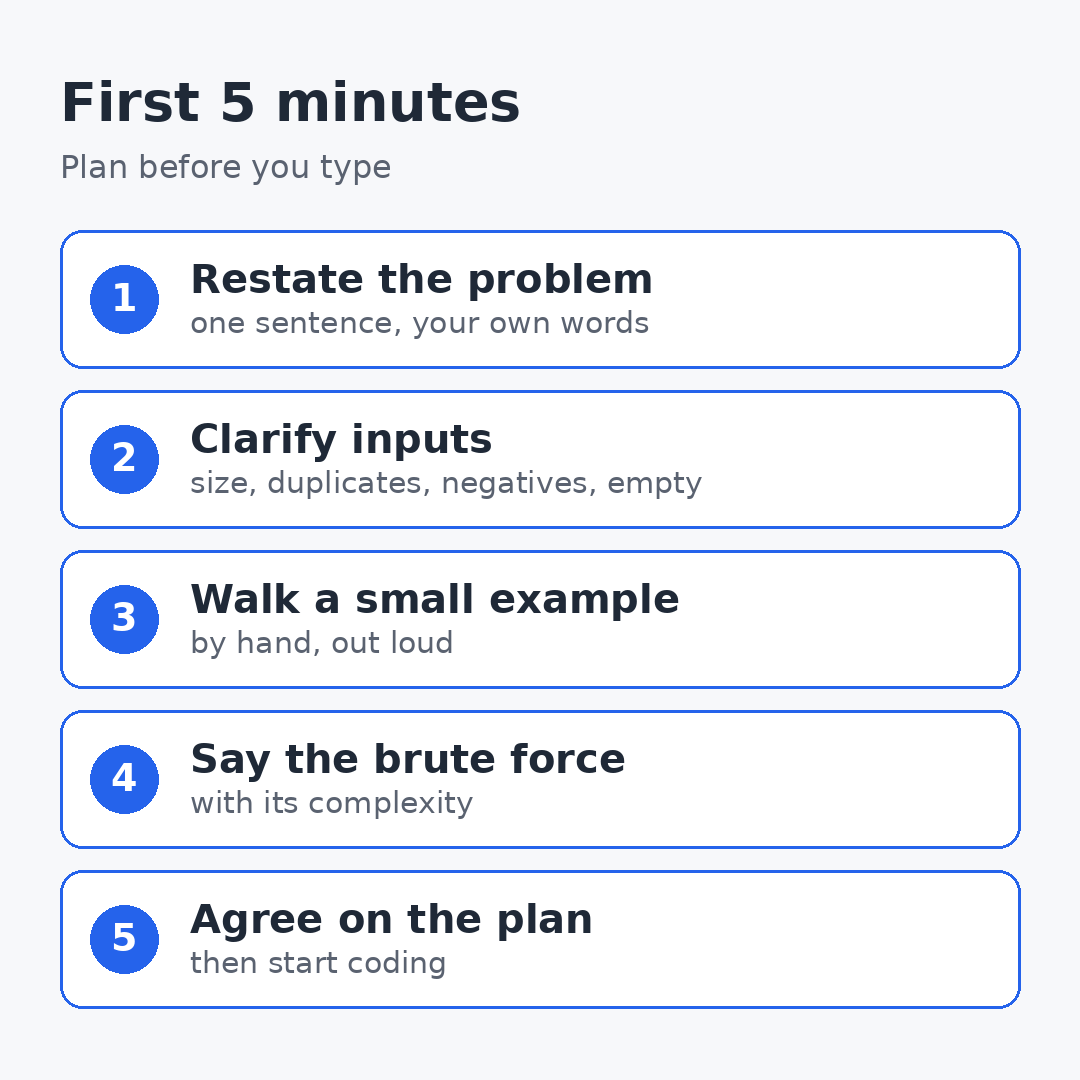 First 5 minutes
Plan before you type
1
Restate the problem
one sentence, your own words
2
Clarify inputs
size, duplicates, negatives, empty
3
Walk a small example
by hand, out loud
4
Say the brute force
with its complexity
5
Agree on the plan
then start coding